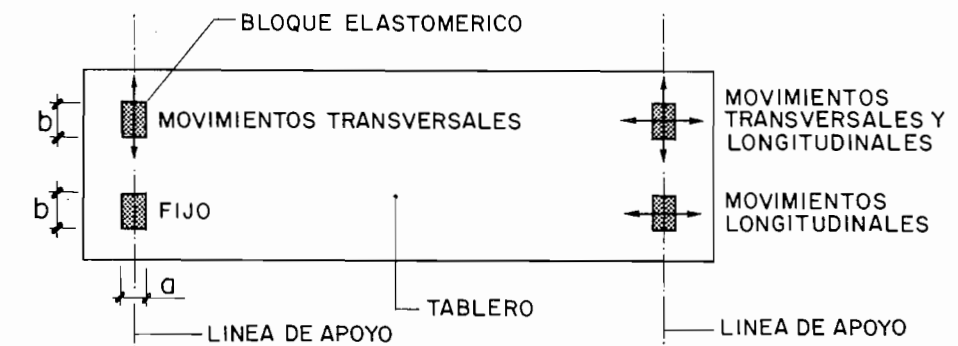 BLOQUE ELASTOMERICO
b
MOVIMIENTOS TRANSVERSALES
MOVIMIENTOS
TRANSVERSALES Y
LONGITUDINALES
b
FIJO
MOVIMIENTOS
LONGITUDINALES
a
TABLERO
LINEA DE APOYO
LINEA DE APOYO